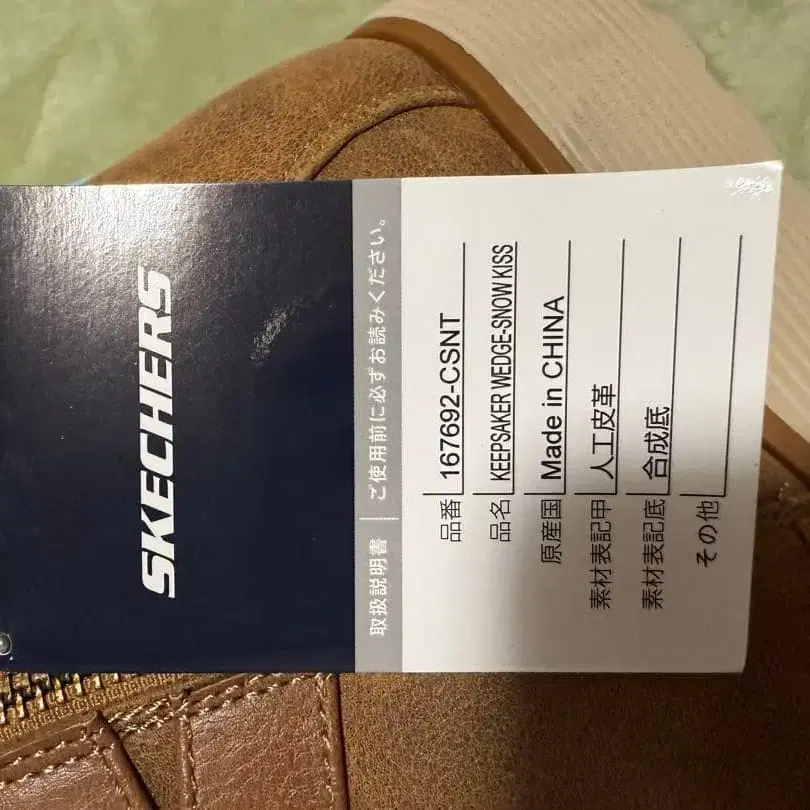 SKECHERS
取扱説明書 ご使用前に必ずお読みください。
品番 167692-CSNT
品名 KEEPSAKER WEDGE-SNOW KISS
原産国 Made in CHINA
素材表記甲 人工皮革
素材表記底 合成底
その他